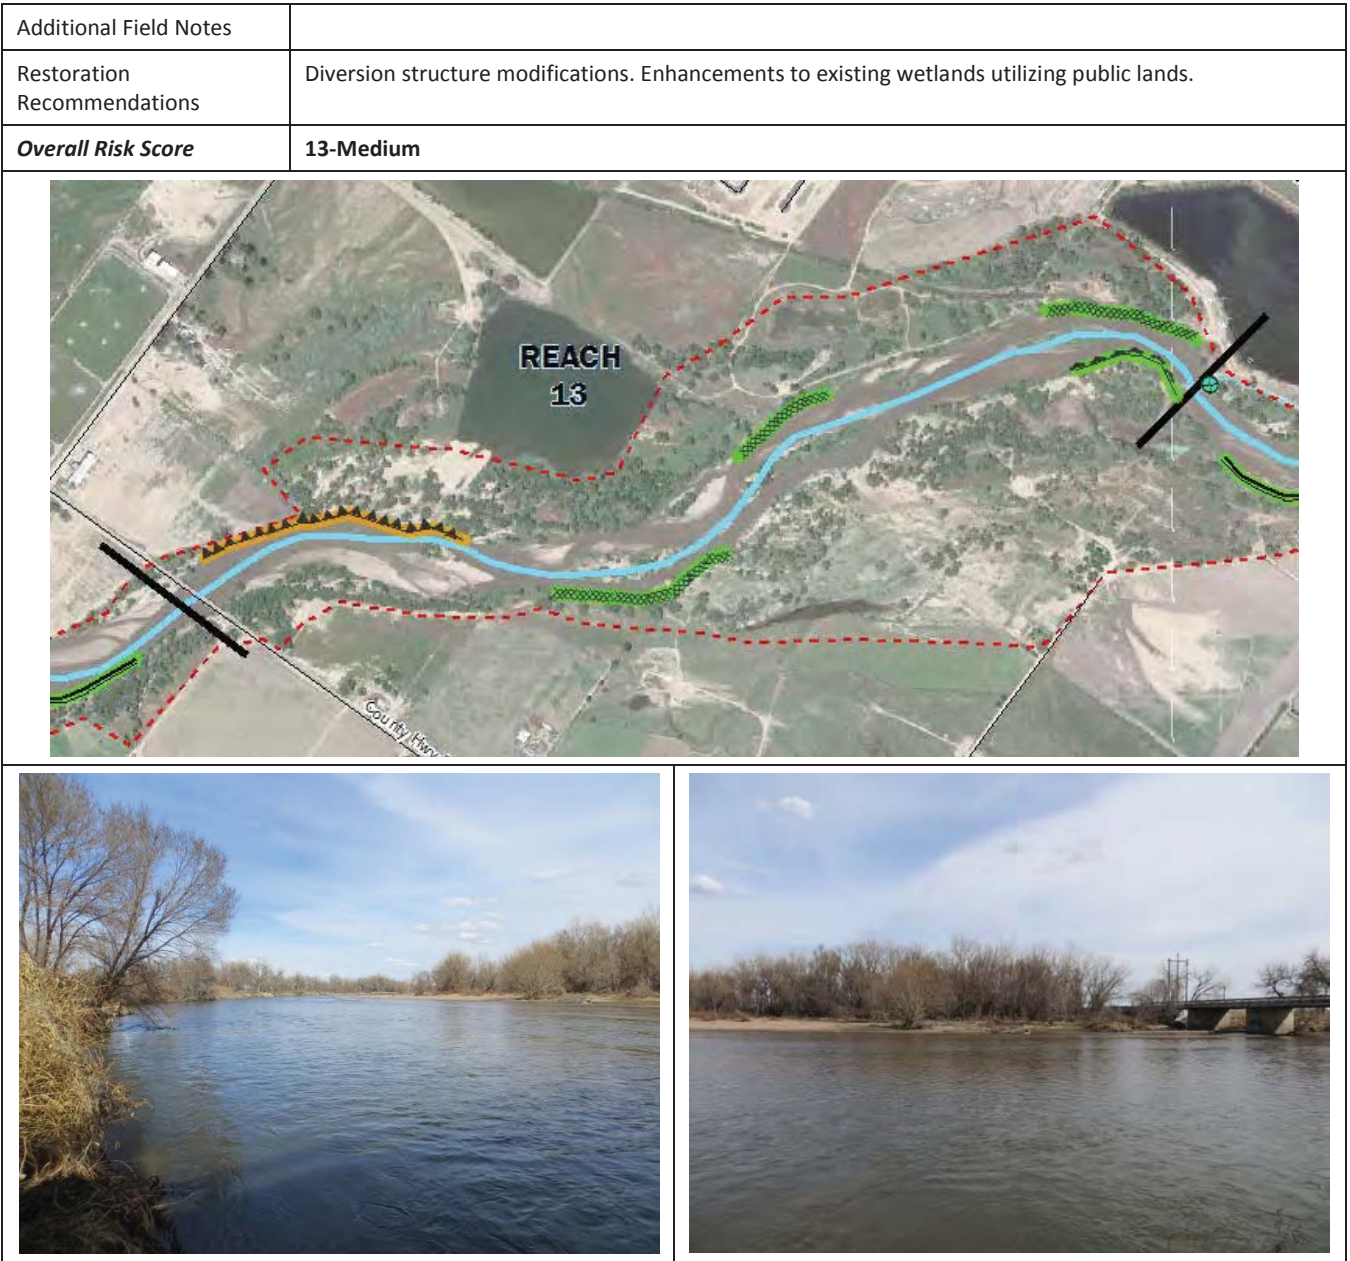 Additional Field Notes
Restoration
Recommendations
Diversion structure modifications. Enhancements to existing wetlands utilizing public lands.
Overall Risk Score
13-Medium
REACH
13
County Hwy